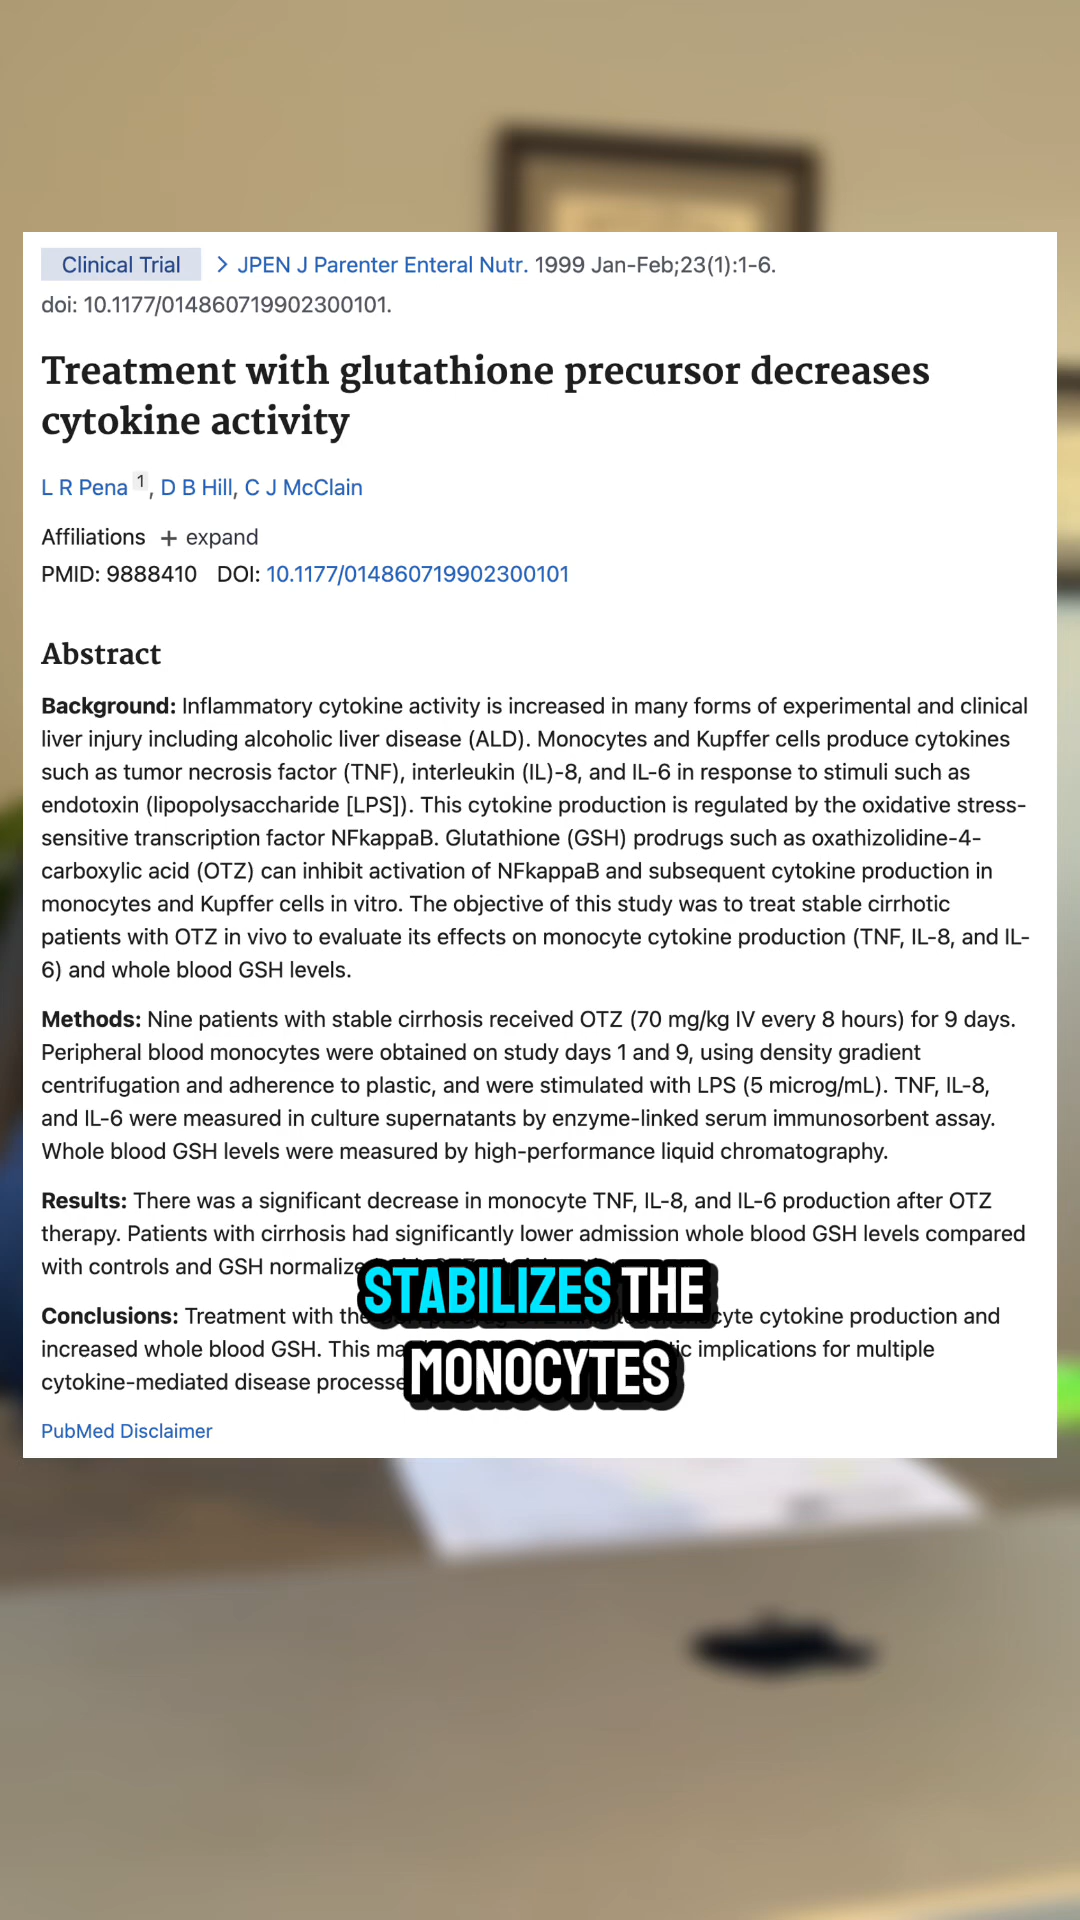 Clinical Trial > JPEN J Parenter Enteral Nutr. 1999 Jan-Feb;23(1):1-6.
doi: 10.1177/014860719902300101.
Treatment with glutathione precursor decreases
cytokine activity
L R Pena 1, D B Hill, C J McClain
Affiliations + expand
PMID: 9888410 DOI: 10.1177/014860719902300101
Abstract
Background: Inflammatory cytokine activity is increased in many forms of experimental and clinical
liver injury including alcoholic liver disease (ALD). Monocytes and Kupffer cells produce cytokines
such as tumor necrosis factor (TNF), interleukin (IL)-8, and IL-6 in response to stimuli such as
endotoxin (lipopolysaccharide [LPS]). This cytokine production is regulated by the oxidative stress-
sensitive transcription factor NFkappaB. Glutathione (GSH) prodrugs such as oxathizolidine-4-
carboxylic acid (OTZ) can inhibit activation of NFkappaB and subsequent cytokine production in
monocytes and Kupffer cells in vitro. The objective of this study was to treat stable cirrhotic
patients with OTZ in vivo to evaluate its effects on monocyte cytokine production (TNF, IL-8, and IL-
6) and whole blood GSH levels.
Methods: Nine patients with stable cirrhosis received OTZ (70 mg/kg IV every 8 hours) for 9 days.
Peripheral blood monocytes were obtained on study days 1 and 9, using density gradient
centrifugation and adherence to plastic, and were stimulated with LPS (5 microg/mL). TNF, IL-8,
and IL-6 were measured in culture supernatants by enzyme-linked serum immunosorbent assay.
Whole blood GSH levels were measured by high-performance liquid chromatography.
Results: There was a significant decrease in monocyte TNF, IL-8, and IL-6 production after OTZ
therapy. Patients with cirrhosis had significantly lower admission whole blood GSH levels compared
with controls and GSH
Conclusions: Treatment with cytokine production and
increased whole blood GSH. This implications for multiple
cytokine-mediated disease
STABILIZES THE
MONOCYTES
PubMed Disclaimer